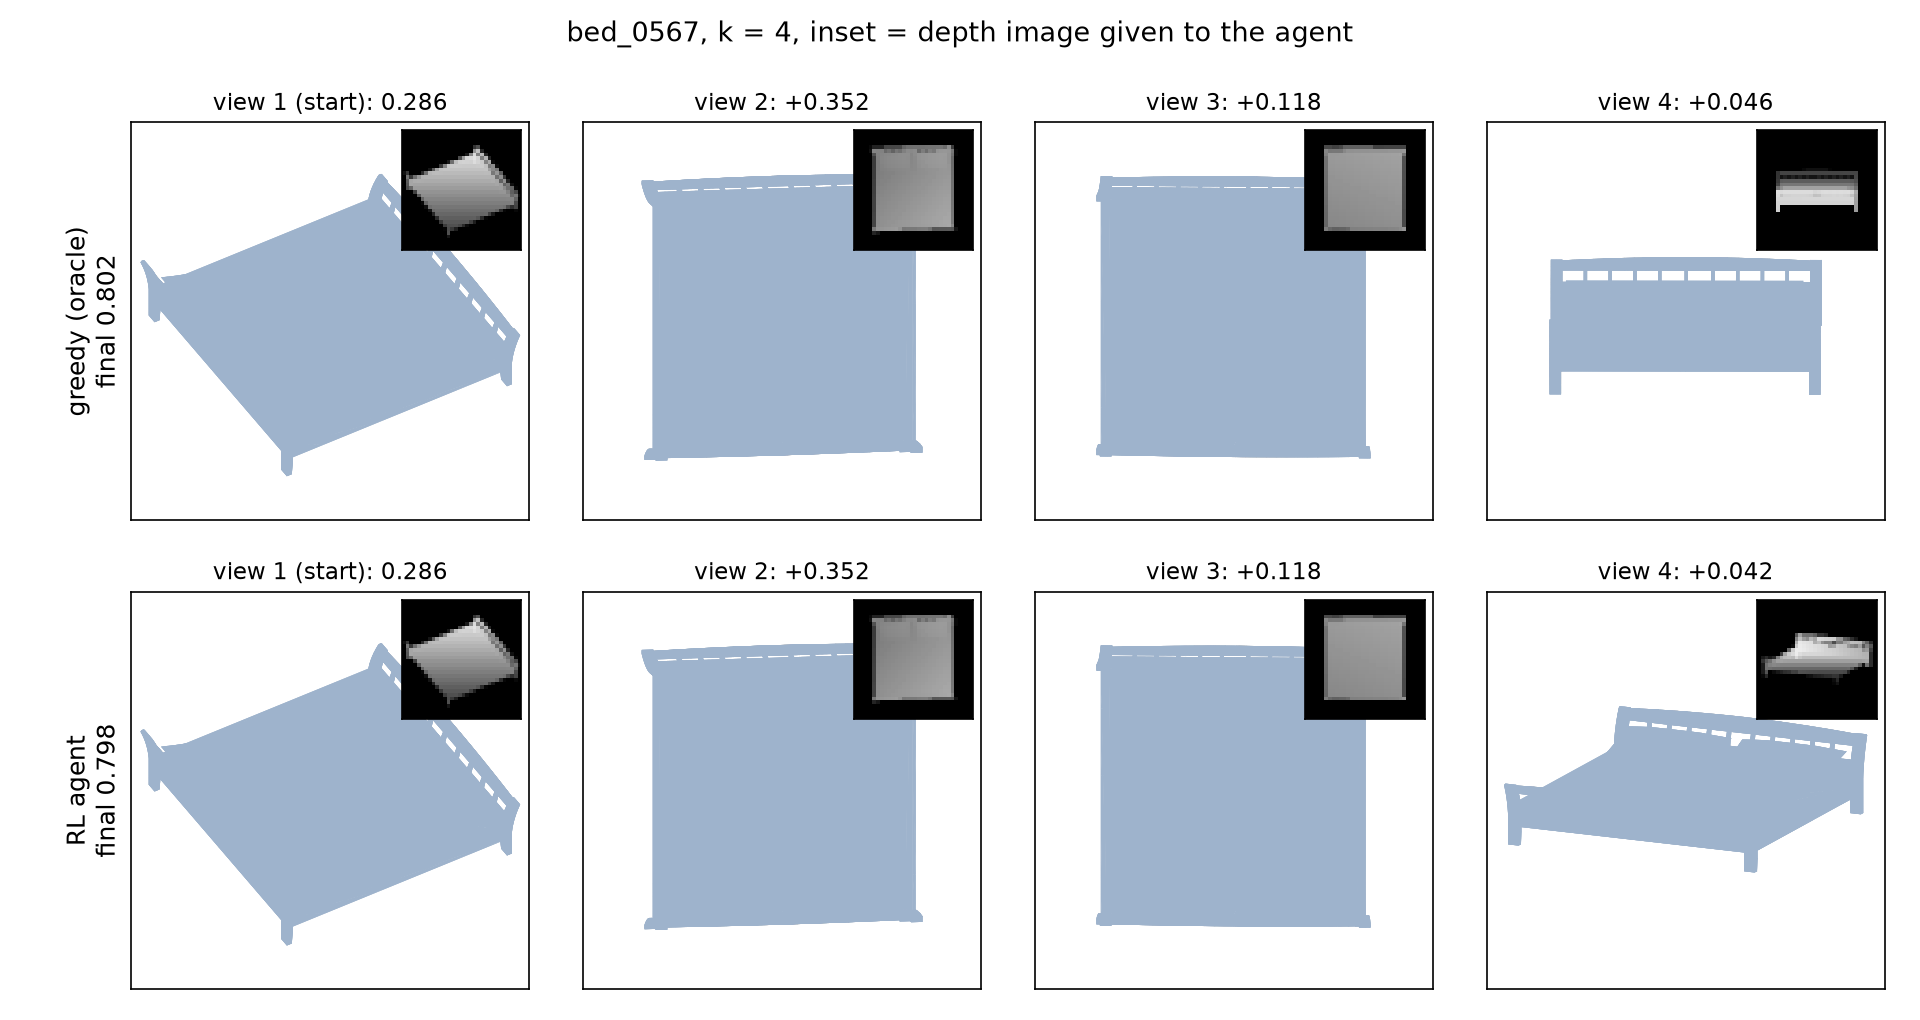 bed_0567, k = 4, inset = depth image given to the agent
view 1 (start): 0.286
view 2: +0.352
view 3: +0.118
view 4: +0.046
greedy (oracle)
final 0.802
view 1 (start): 0.286
view 2: +0.352
view 3: +0.118
view 4: +0.042
RL agent
final 0.798